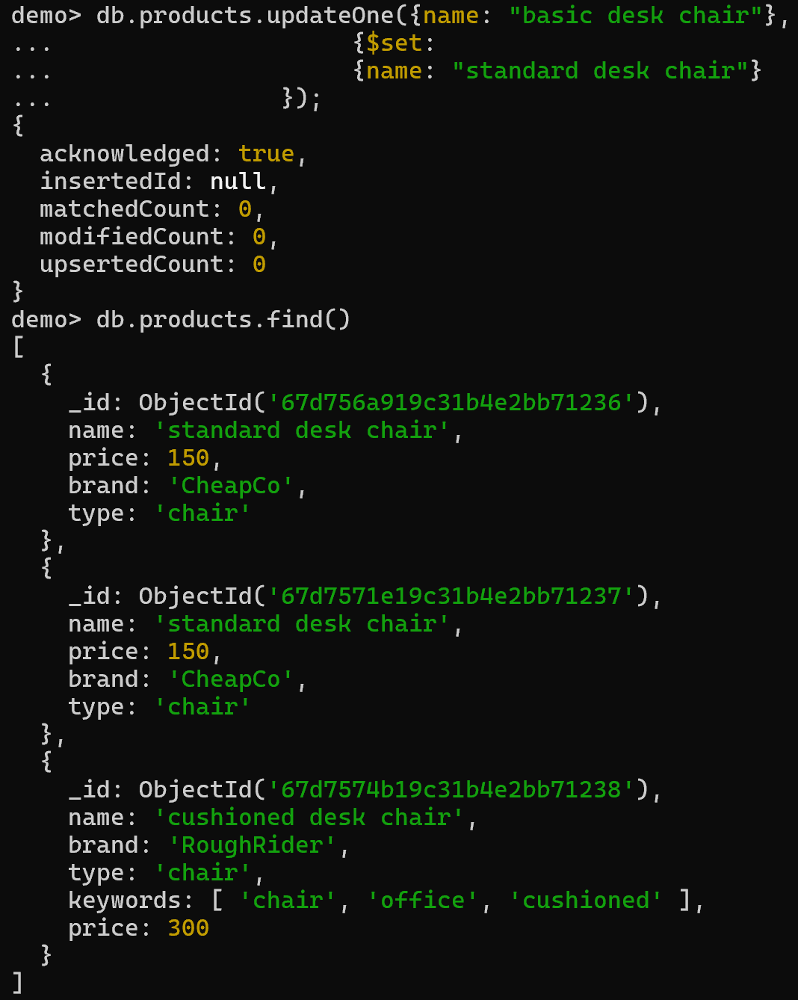 demo> db.products.updateOne({name: "basic desk chair"},
...                     {$set:
...                     {name: "standard desk chair"}
...                });
{
  acknowledged: true,
  insertedId: null,
  matchedCount: 0,
  modifiedCount: 0,
  upsertedCount: 0
}
demo> db.products.find()
[
  {
    _id: ObjectId('67d756a919c31b4e2bb71236'),
    name: 'standard desk chair',
    price: 150,
    brand: 'CheapCo',
    type: 'chair'
  },
  {
    _id: ObjectId('67d7571e19c31b4e2bb71237'),
    name: 'standard desk chair',
    price: 150,
    brand: 'CheapCo',
    type: 'chair'
  },
  {
    _id: ObjectId('67d7574b19c31b4e2bb71238'),
    name: 'cushioned desk chair',
    brand: 'RoughRider',
    type: 'chair',
    keywords: [ 'chair', 'office', 'cushioned' ],
    price: 300
  }
]